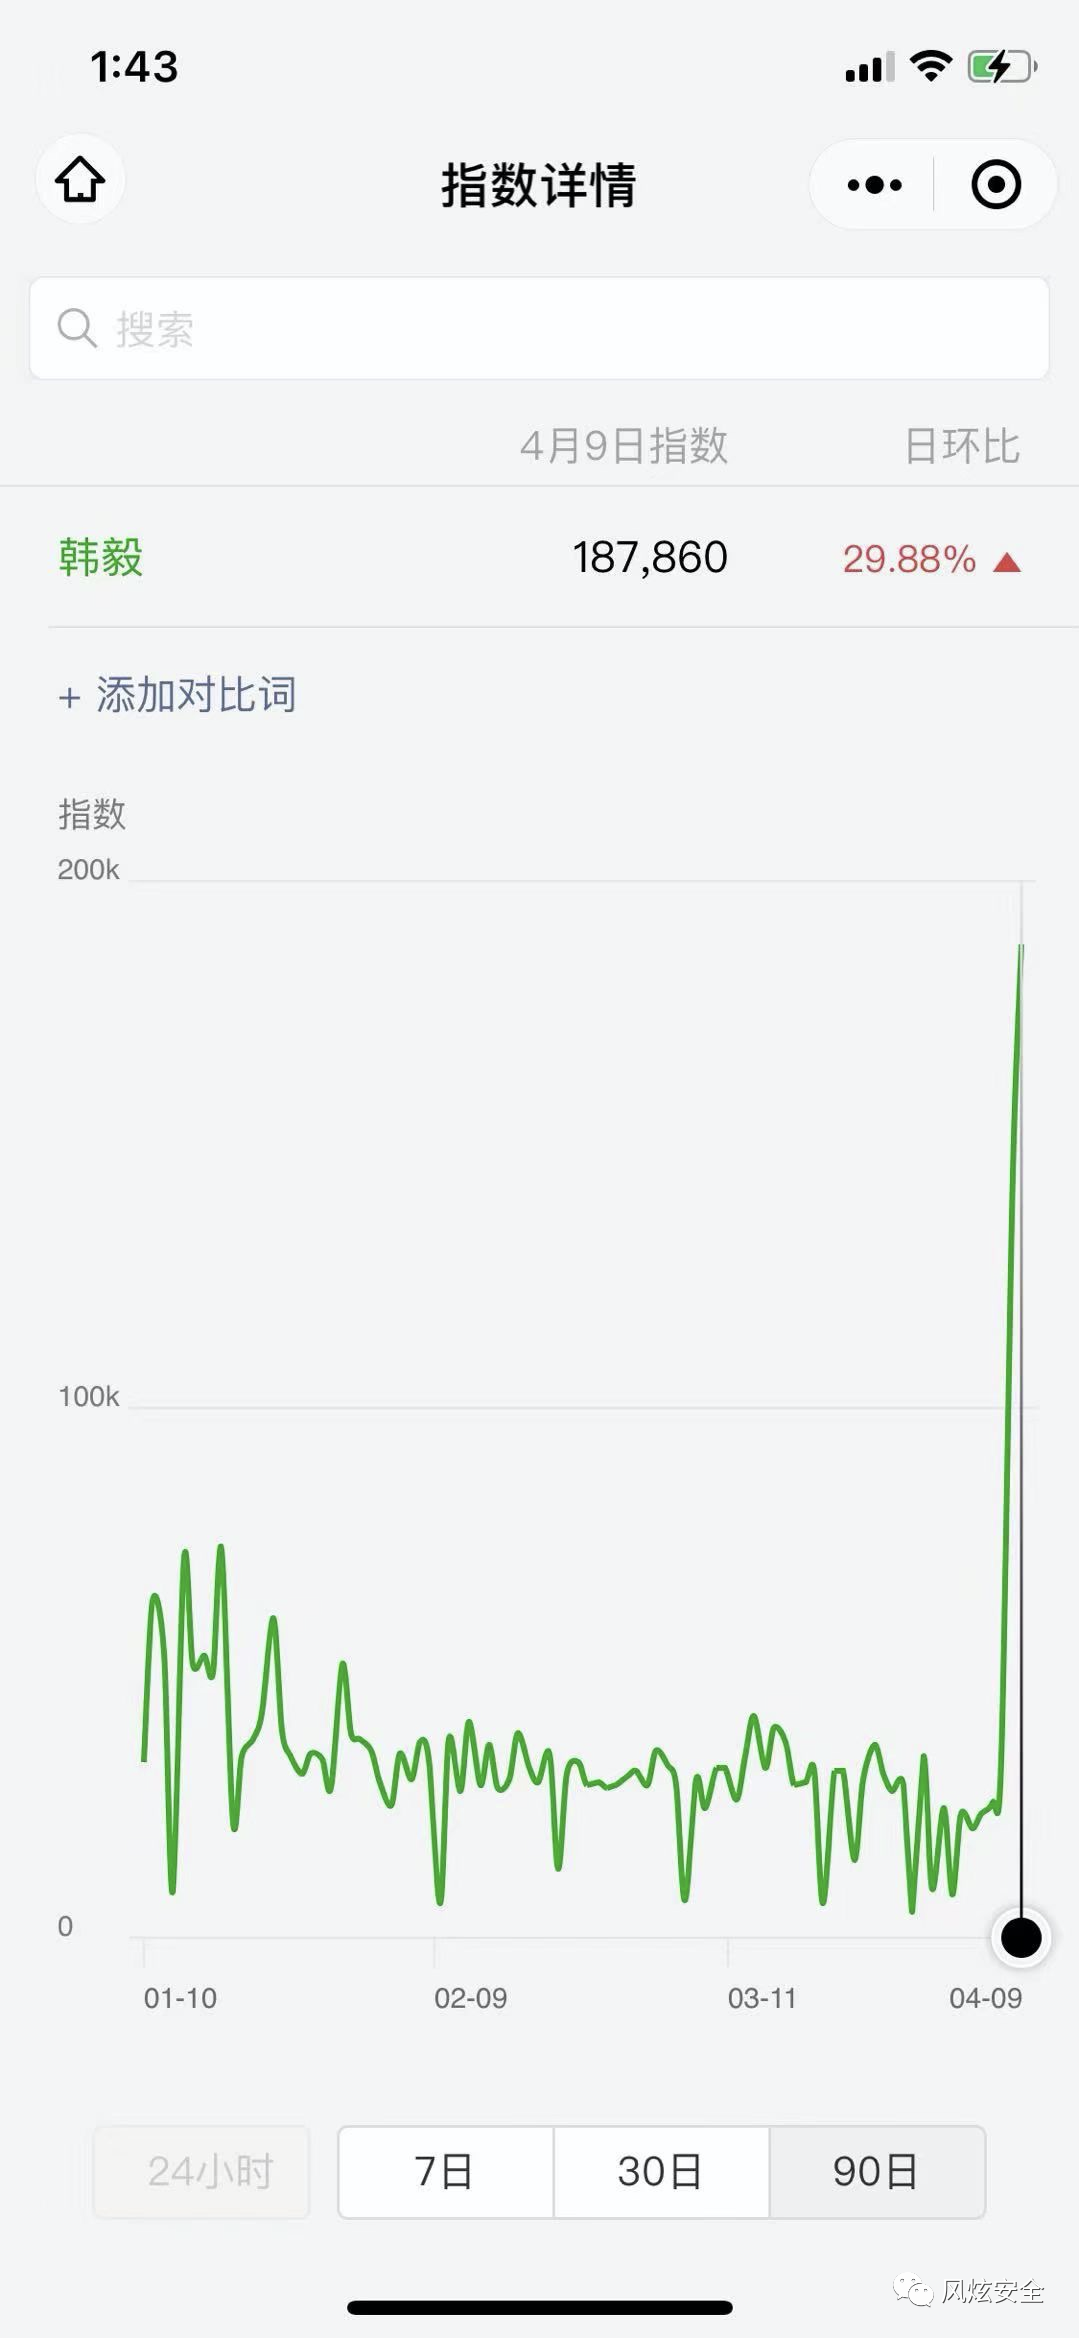 1:43
指数详情
搜索
4月9日指数 日环比
韩毅 187,860 29.88%
+ 添加对比词
指数
200k
100k
0
01-10 02-09 03-11 04-09
24小时 7日 30日 90日
风炫安全